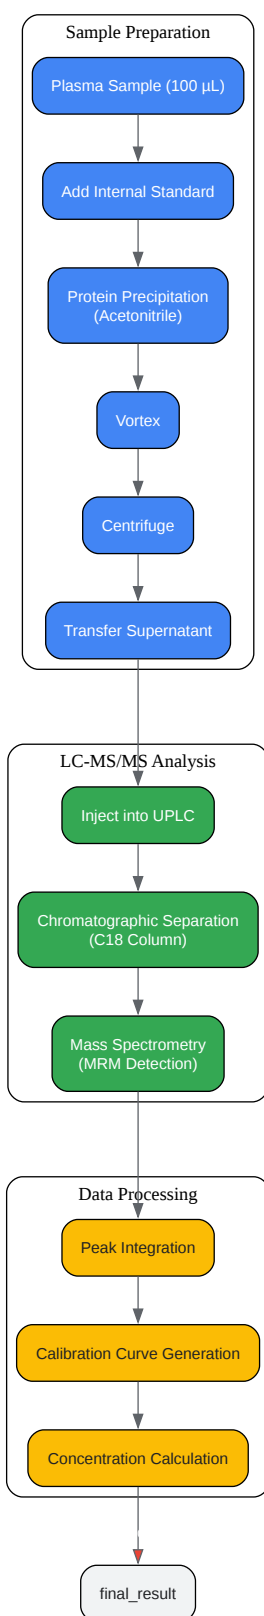 Sample Preparation
Plasma Sample (100 µL)
Add Internal Standard
Protein Precipitation
(Acetonitrile)
Vortex
Centrifuge
Transfer Supernatant
LC-MS/MS Analysis
Inject into UPLC
Chromatographic Separation
(C18 Column)
Mass Spectrometry
(MRM Detection)
Data Processing
Peak Integration
Calibration Curve Generation
Concentration Calculation
final_result